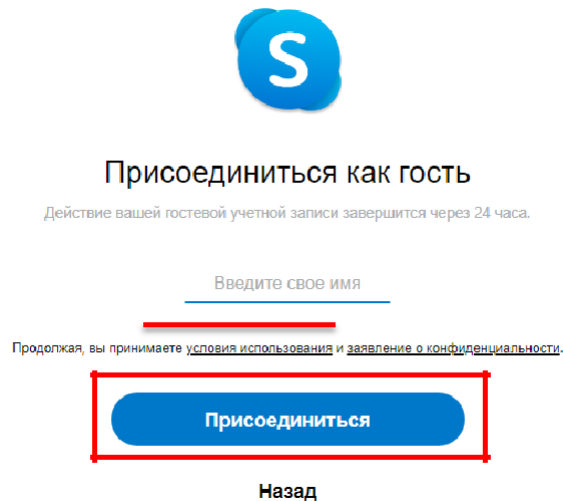 S
Присоединиться как гость
Действие вашей гостевой учетной записи завершится через 24 часа.
Введите свое имя
Продолжая, вы принимаете условия использования и заявление о конфиденциальности.
Присоединиться
Назад